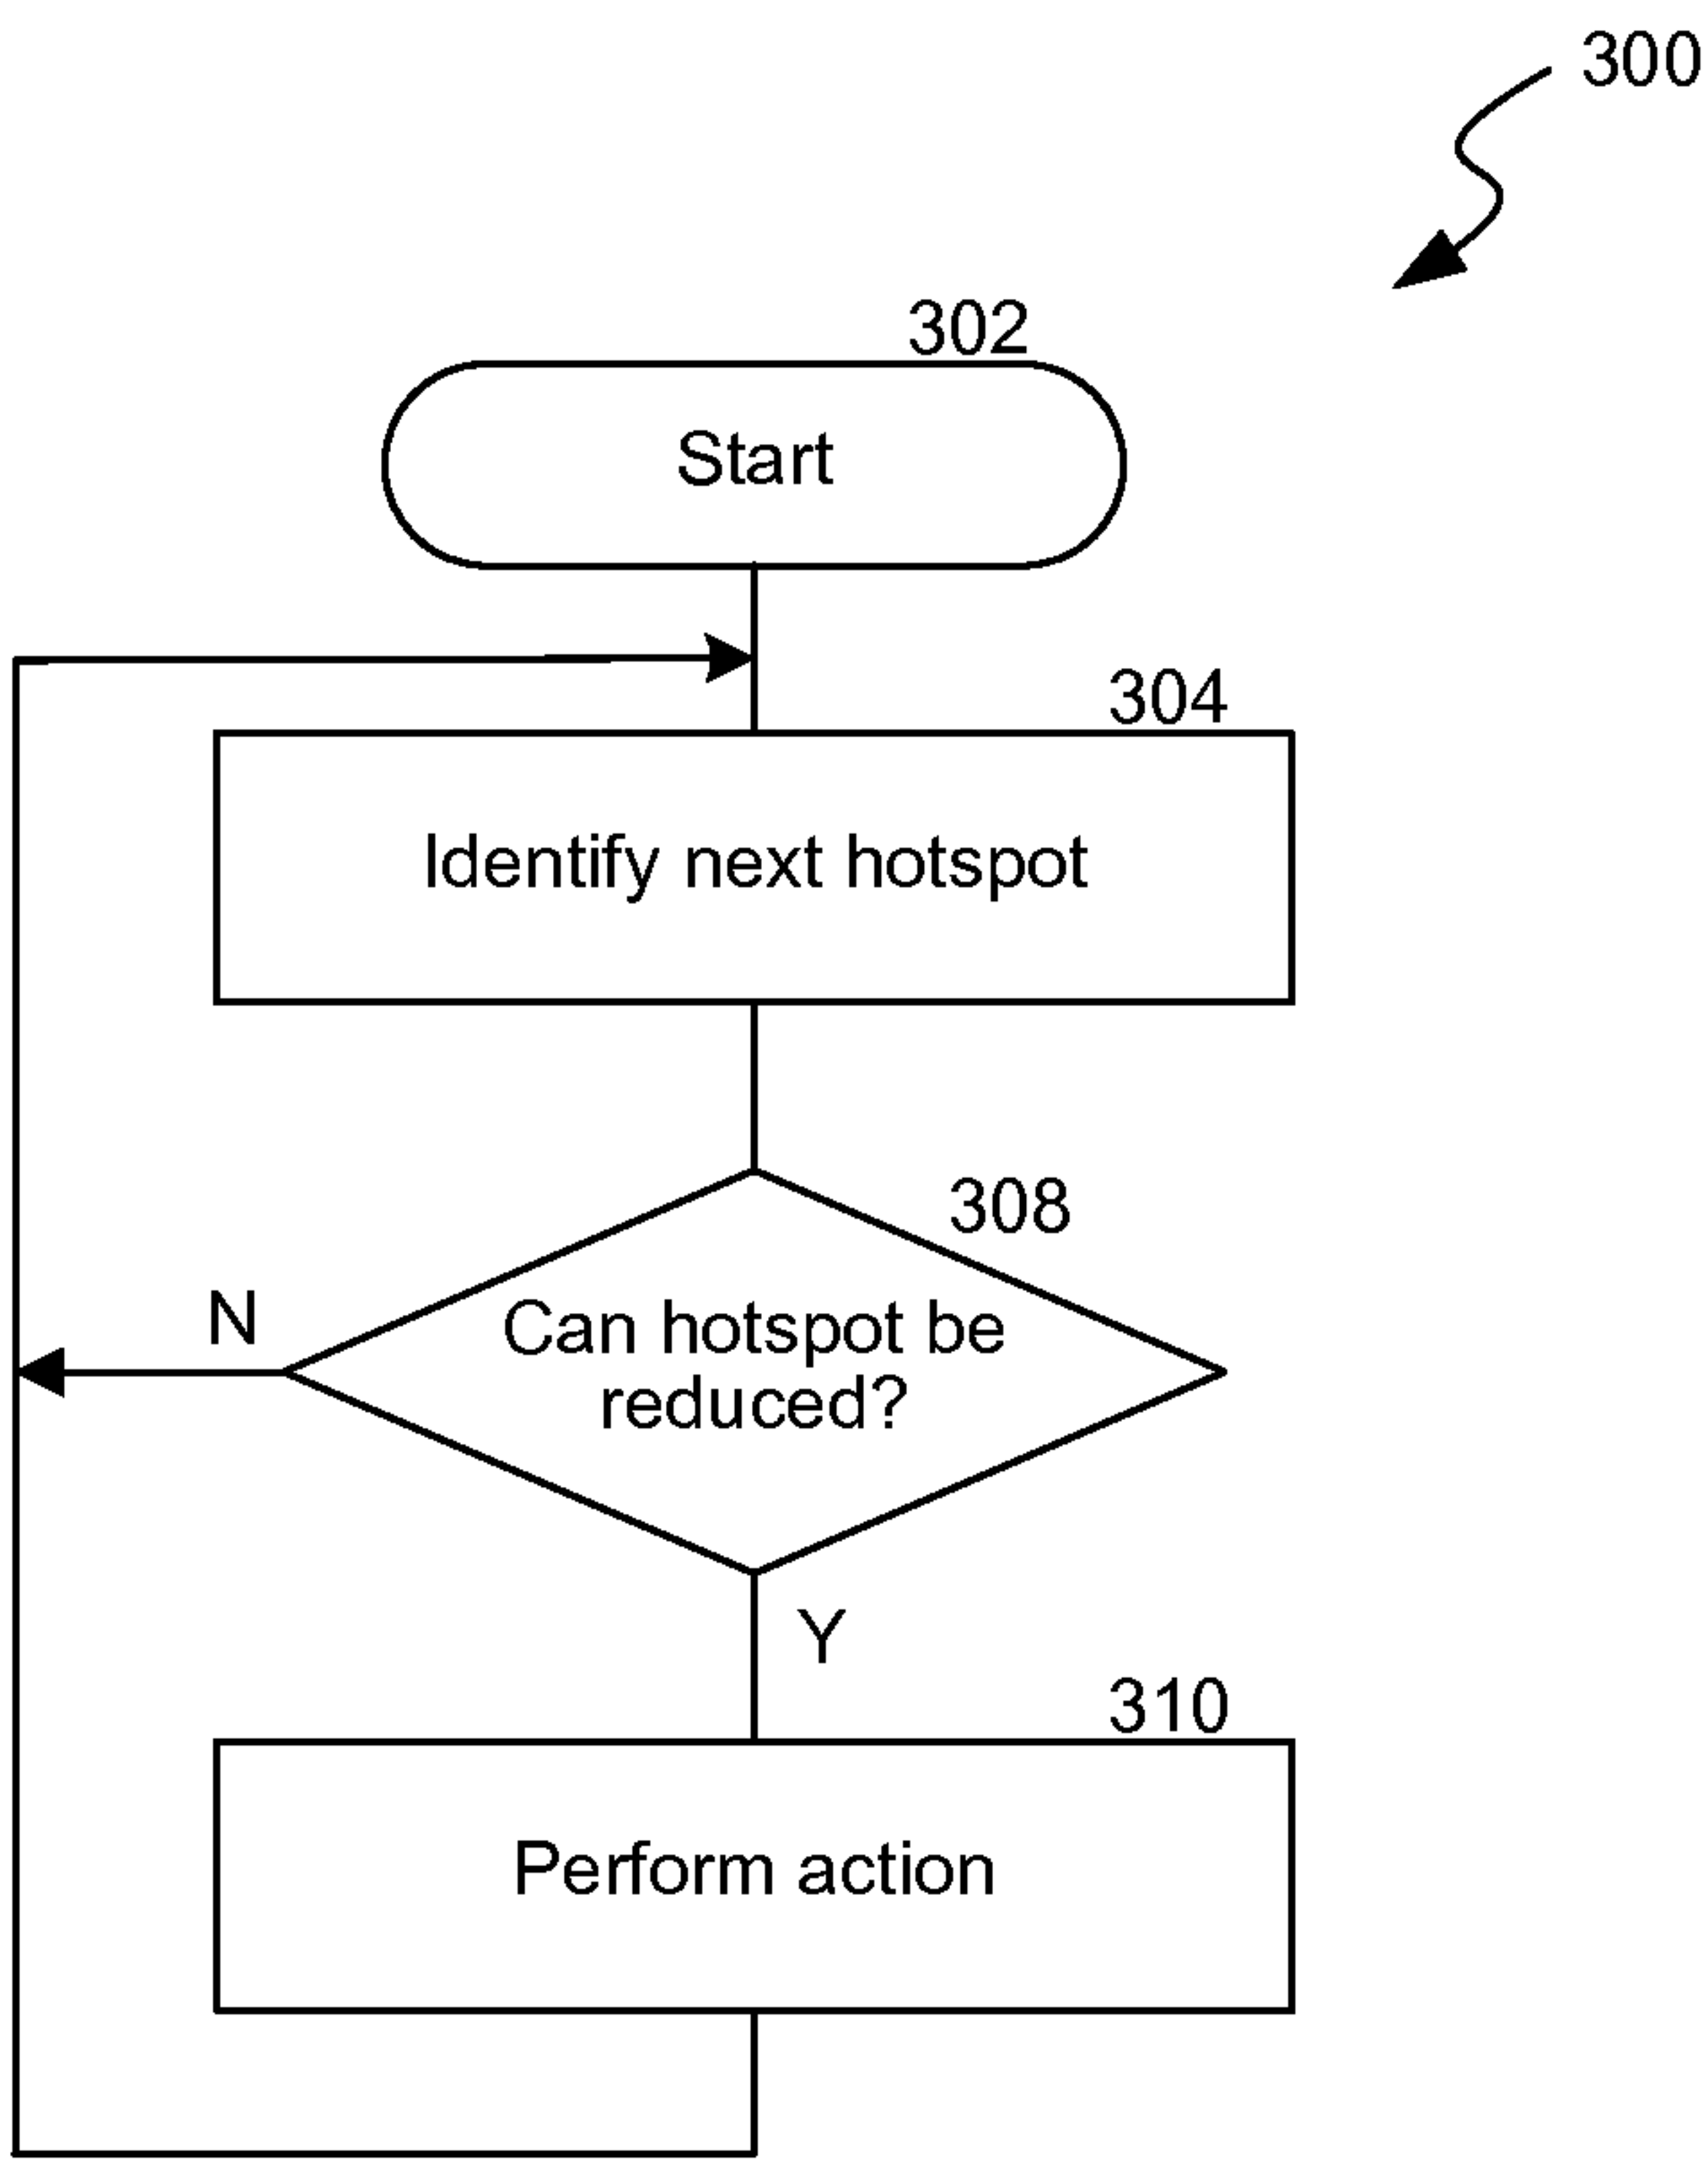 300
302
Start
304
Identify next hotspot
308
Can hotspot be
reduced?
N
Y
310
Perform action